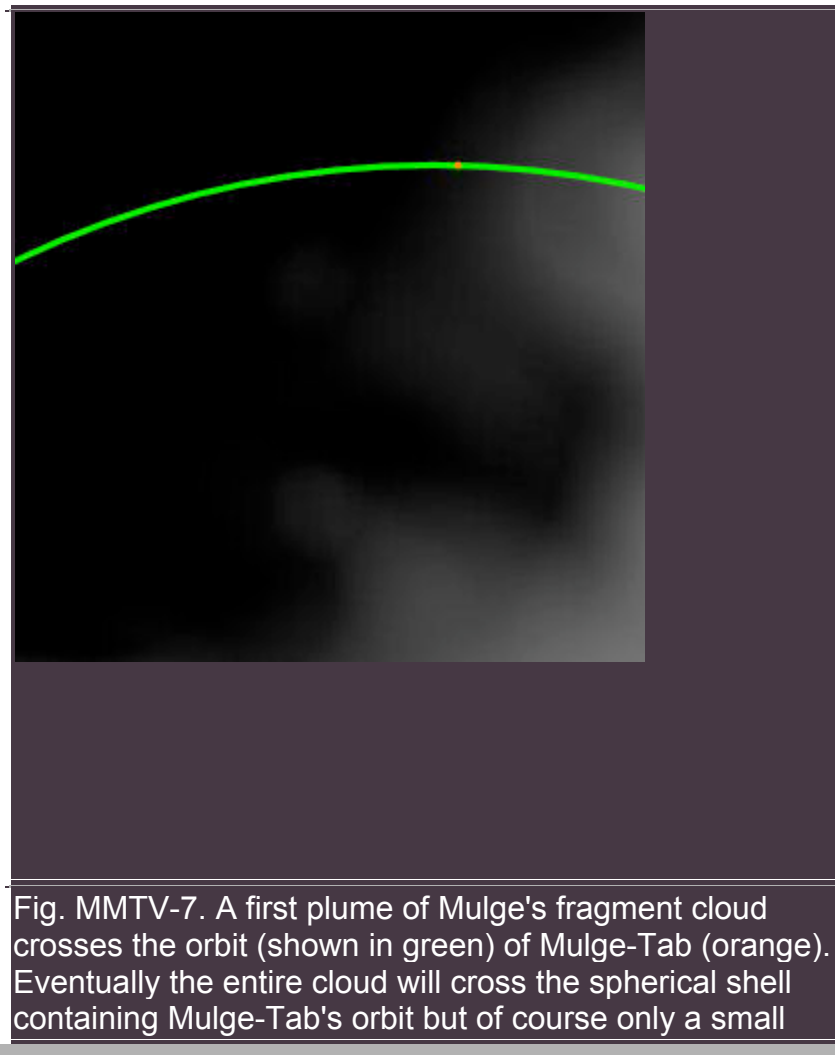 Fig. MMTV-7. A first plume of Mulge's fragment cloud
crosses the orbit (shown in green) of Mulge-Tab (orange).
Eventually the entire cloud will cross the spherical shell
containing Mulge-Tab's orbit but of course only a small